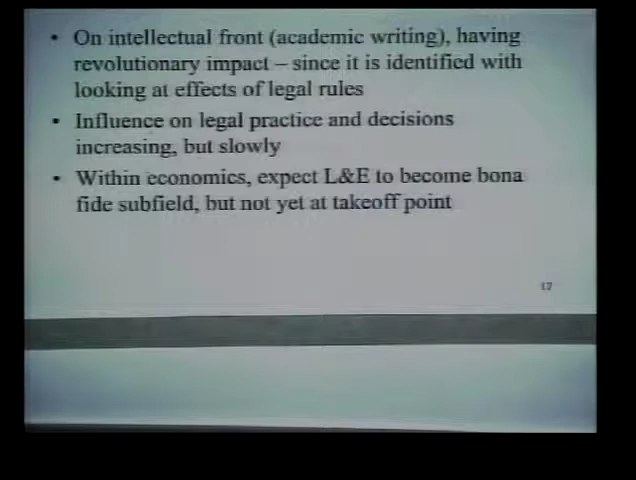 • On intellectual front (academic writing), having
revolutionary impact – since it is identified with
looking at effects of legal rules
• Influence on legal practice and decisions
increasing, but slowly
• Within economics, expect L&E to become bona
fide subfield, but not yet at takeoff point
17